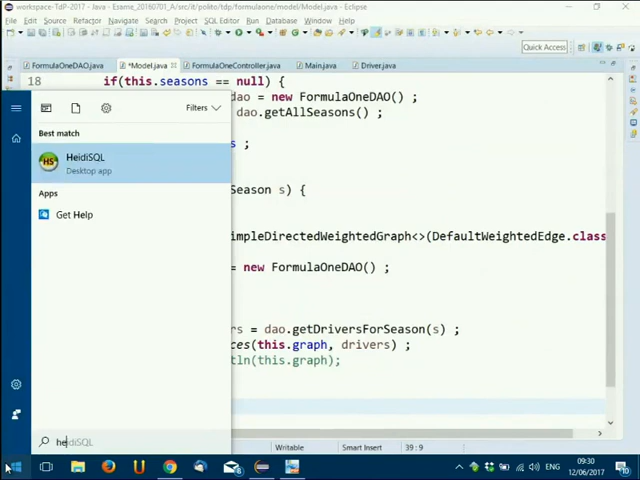 workspace-TdP-2017 - Java - Esame_20160701_A/src/it/polito/tdp/formulaone/model/Model.java - Eclipse
File Edit Source Refactor Navigate Search Project SQL Editor Run Database Window Help
Quick Access
FormulaOneDAO.java *Model.java FormulaOneController.java Main.java Driver.java
18 if(this.seasons == null) {
dao = new FormulaOneDAO() ;
dao.getAllSeasons() ;
s ;
Season s) {
impleDirectedWeightedGraph<>(DefaultWeightedEdge.class
= new FormulaOneDAO() ;
rs = dao.getDriversForSeason(s) ;
ces(this.graph, drivers) ;
tln(this.graph);
Filters
Best match
HeidiSQL
Desktop app
Apps
Get Help
heidiSQL
Writable Smart Insert 39 : 9
ENG
09:30
12/06/2017